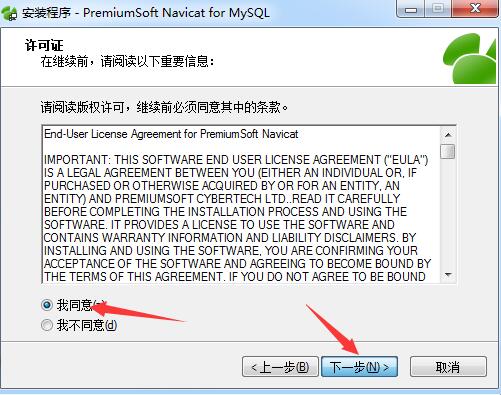 安装程序 - PremiumSoft Navicat for MySQL
许可证
在继续前，请阅读以下重要信息：
请阅读版权许可，继续前必须同意其中的条款。
End-User License Agreement for PremiumSoft Navicat
IMPORTANT: THIS SOFTWARE END USER LICENSE AGREEMENT ("EULA")
IS A LEGAL AGREEMENT BETWEEN YOU (EITHER AN INDIVIDUAL OR, IF
PURCHASED OR OTHERWISE ACQUIRED BY OR FOR AN ENTITY, AN
ENTITY) AND PREMIUMSOFT CYBERTECH LTD..READ IT CAREFULLY
BEFORE COMPLETING THE INSTALLATION PROCESS AND USING THE
SOFTWARE. IT PROVIDES A LICENSE TO USE THE SOFTWARE AND
CONTAINS WARRANTY INFORMATION AND LIABILITY DISCLAIMERS. BY
INSTALLING AND USING THE SOFTWARE, YOU ARE CONFIRMING YOUR
ACCEPTANCE OF THE SOFTWARE AND AGREEING TO BECOME BOUND BY
THE TERMS OF THIS AGREEMENT. IF YOU DO NOT AGREE TO BE BOUND
我同意
我不同意(d)
<上一步(B) 下一步(N)> 取消